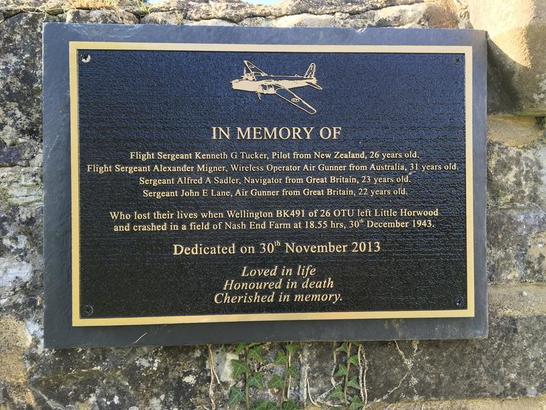 IN MEMORY OF
Flight Sergeant Kenneth G Tucker, Pilot from New Zealand, 26 years old.
Flight Sergeant Alexander Migner, Wireless Operator Air Gunner from Australia, 31 years old.
Sergeant Alfred A Sadler, Navigator from Great Britain, 23 years old.
Sergeant John E Lane, Air Gunner from Great Britain, 22 years old.
Who lost their lives when Wellington BK491 of 26 OTU left Little Horwood
and crashed in a field of Nash End Farm at 18.55 hrs, 30th December 1943.
Dedicated on 30th November 2013
Loved in life
Honoured in death
Cherished in memory.